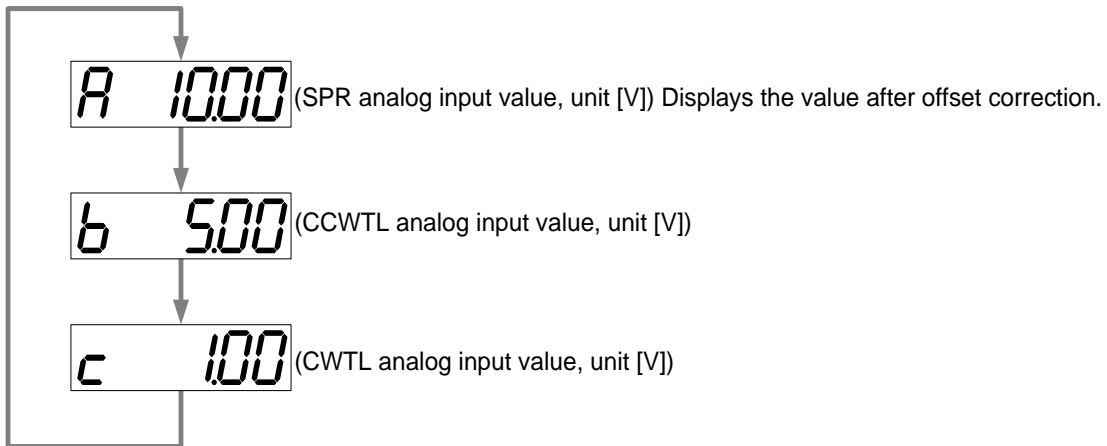 A 10.00 (SPR analog input value, unit [V]) Displays the value after offset correction.
b 5.00 (CCWTL analog input value, unit [V])
c 1.00 (CWTL analog input value, unit [V])